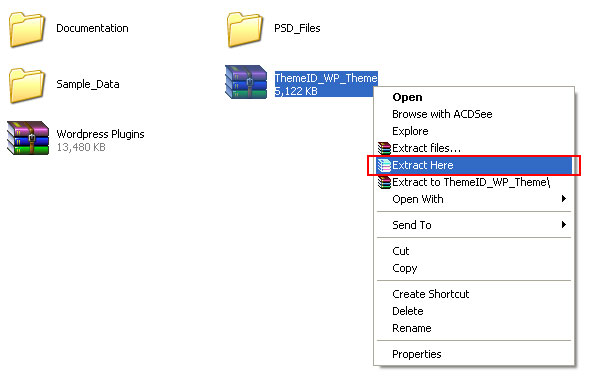 Documentation
PSD_Files
Sample_Data
ThemeID_WP_Theme
5,122 KB
Wordpress Plugins
13,480 KB
Open
Browse with ACDSee
Explore
Extract files...
Extract Here
Extract to ThemeID_WP_Theme\
Open With
Send To
Cut
Copy
Create Shortcut
Delete
Rename
Properties